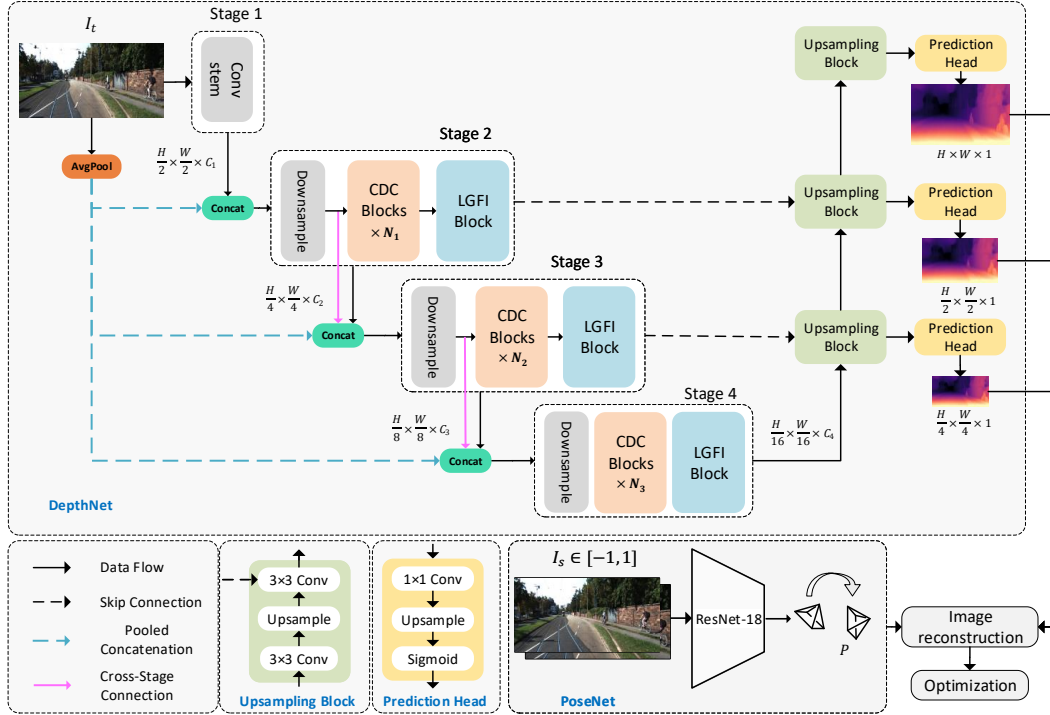 Stage 1
I_t
Conv
stem
AvgPool
H/2 × W/2 × C_1
Concat
Stage 2
Downsample
CDC
Blocks
× N_1
LGFI
Block
H/4 × W/4 × C_2
Concat
Stage 3
Downsample
CDC
Blocks
× N_2
LGFI
Block
H/8 × W/8 × C_3
Concat
Stage 4
Downsample
CDC
Blocks
× N_3
LGFI
Block
H/16 × W/16 × C_4
Upsampling
Block
Prediction
Head
H × W × 1
Upsampling
Block
Prediction
Head
H/2 × W/2 × 1
Upsampling
Block
Prediction
Head
H/4 × W/4 × 1
DepthNet
Data Flow
Skip Connection
Pooled
Concatenation
Cross-Stage
Connection
3×3 Conv
Upsample
3×3 Conv
Upsampling Block
1×1 Conv
Upsample
Sigmoid
Prediction Head
I_s ∈ [−1, 1]
ResNet-18
P
PoseNet
Image
reconstruction
Optimization